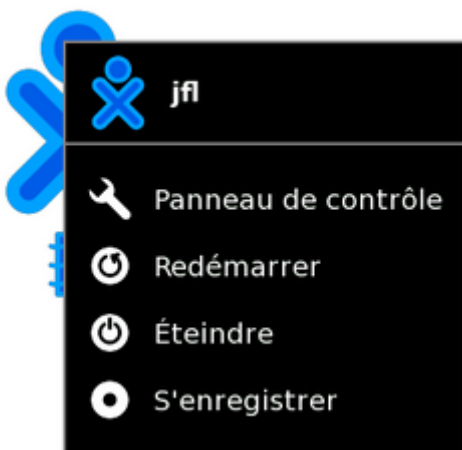 jfl
Panneau de contrôle
Redémarrer
Éteindre
S'enregistrer